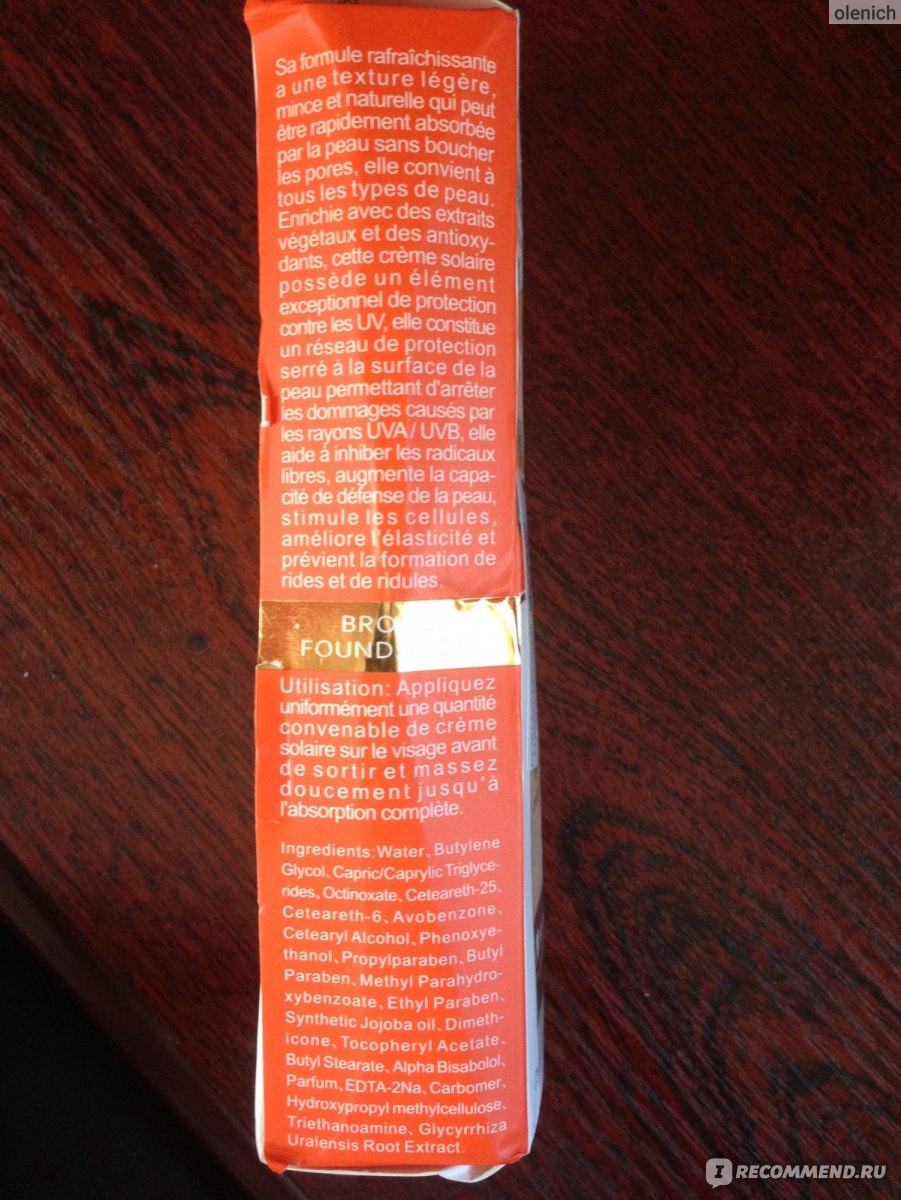 olenich
Sa formule rafraîchissante
a une texture légère,
mince et naturelle qui peut
être rapidement absorbée
par la peau sans boucher
les pores, elle convient à
tous les types de peau.
Enrichie avec des extraits
végétaux et des antioxy-
dants, cette crème solaire
possède un élément
exceptionnel de protection
contre les UV, elle constitue
un réseau de protection
serré à la surface de la
peau permettant d'arrêter
les dommages causés par
les rayons UVA / UVB, elle
aide à inhiber les radicaux
libres, augmente la capa-
cité de défense de la peau,
stimule les cellules,
améliore l'élasticité et
prévient la formation de
rides et de ridules.
Utilisation: Appliquez
uniformément une quantité
convenable de crème
solaire sur le visage avant
de sortir et massez
doucement jusqu'à
l'absorption complète.
Ingredients:Water、Butylene
Glycol、Capric/Caprylic Triglyce-
rides、Octinoxate、Ceteareth-25、
Ceteareth-6、Avobenzone、
Cetearyl Alcohol、Phenoxye-
thanol、Propylparaben、Butyl
Paraben、Methyl Parahydro-
xybenzoate、Ethyl Paraben、
Synthetic Jojoba oil、Dimeth-
icone、Tocopheryl Acetate、
Butyl Stearate、Alpha Bisabolol、
Parfum、EDTA-2Na、Carbomer、
Hydroxypropyl methylcellulose、
Triethanoamine、Glycyrrhiza
Uralensis Root Extract.
I RECOMMEND.RU